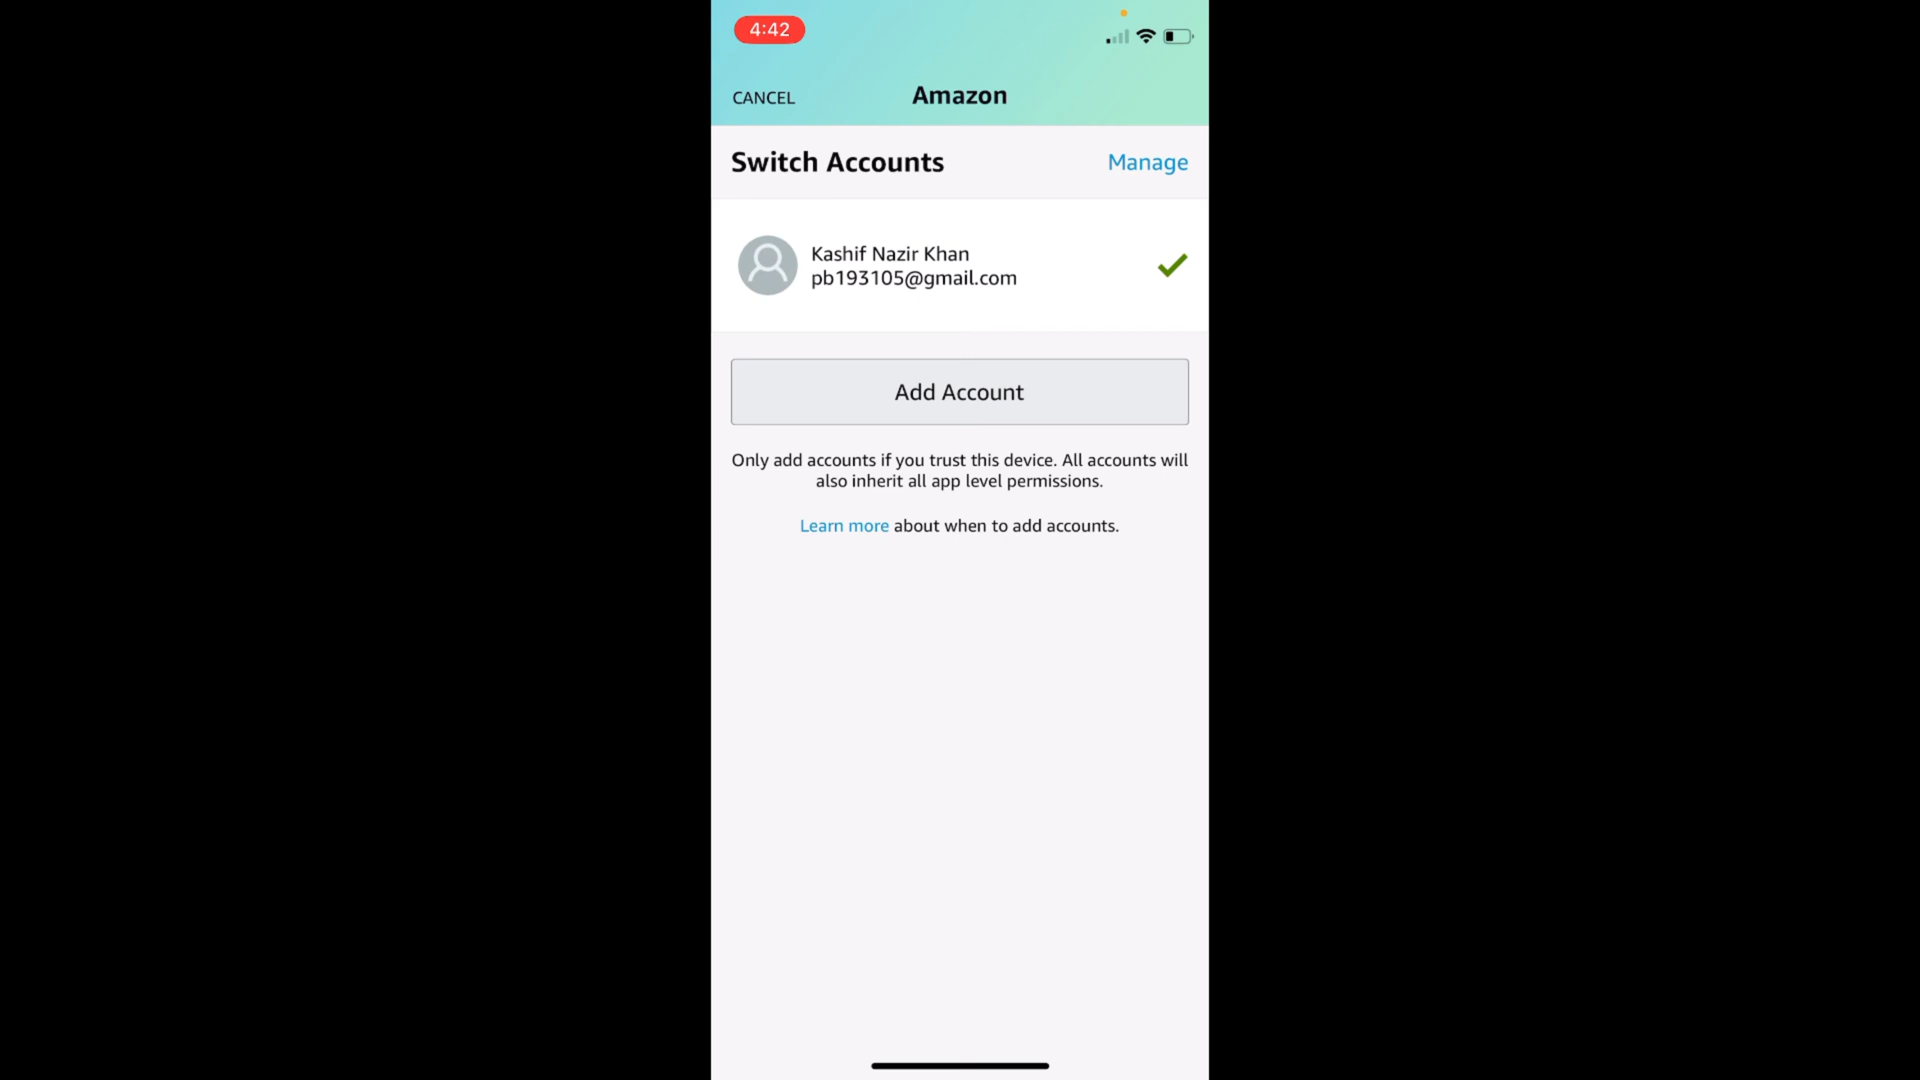 4:42
CANCEL
Amazon
Switch Accounts
Manage
Kashif Nazir Khan
pb193105@gmail.com
Add Account
Only add accounts if you trust this device. All accounts will
also inherit all app level permissions.
Learn more about when to add accounts.